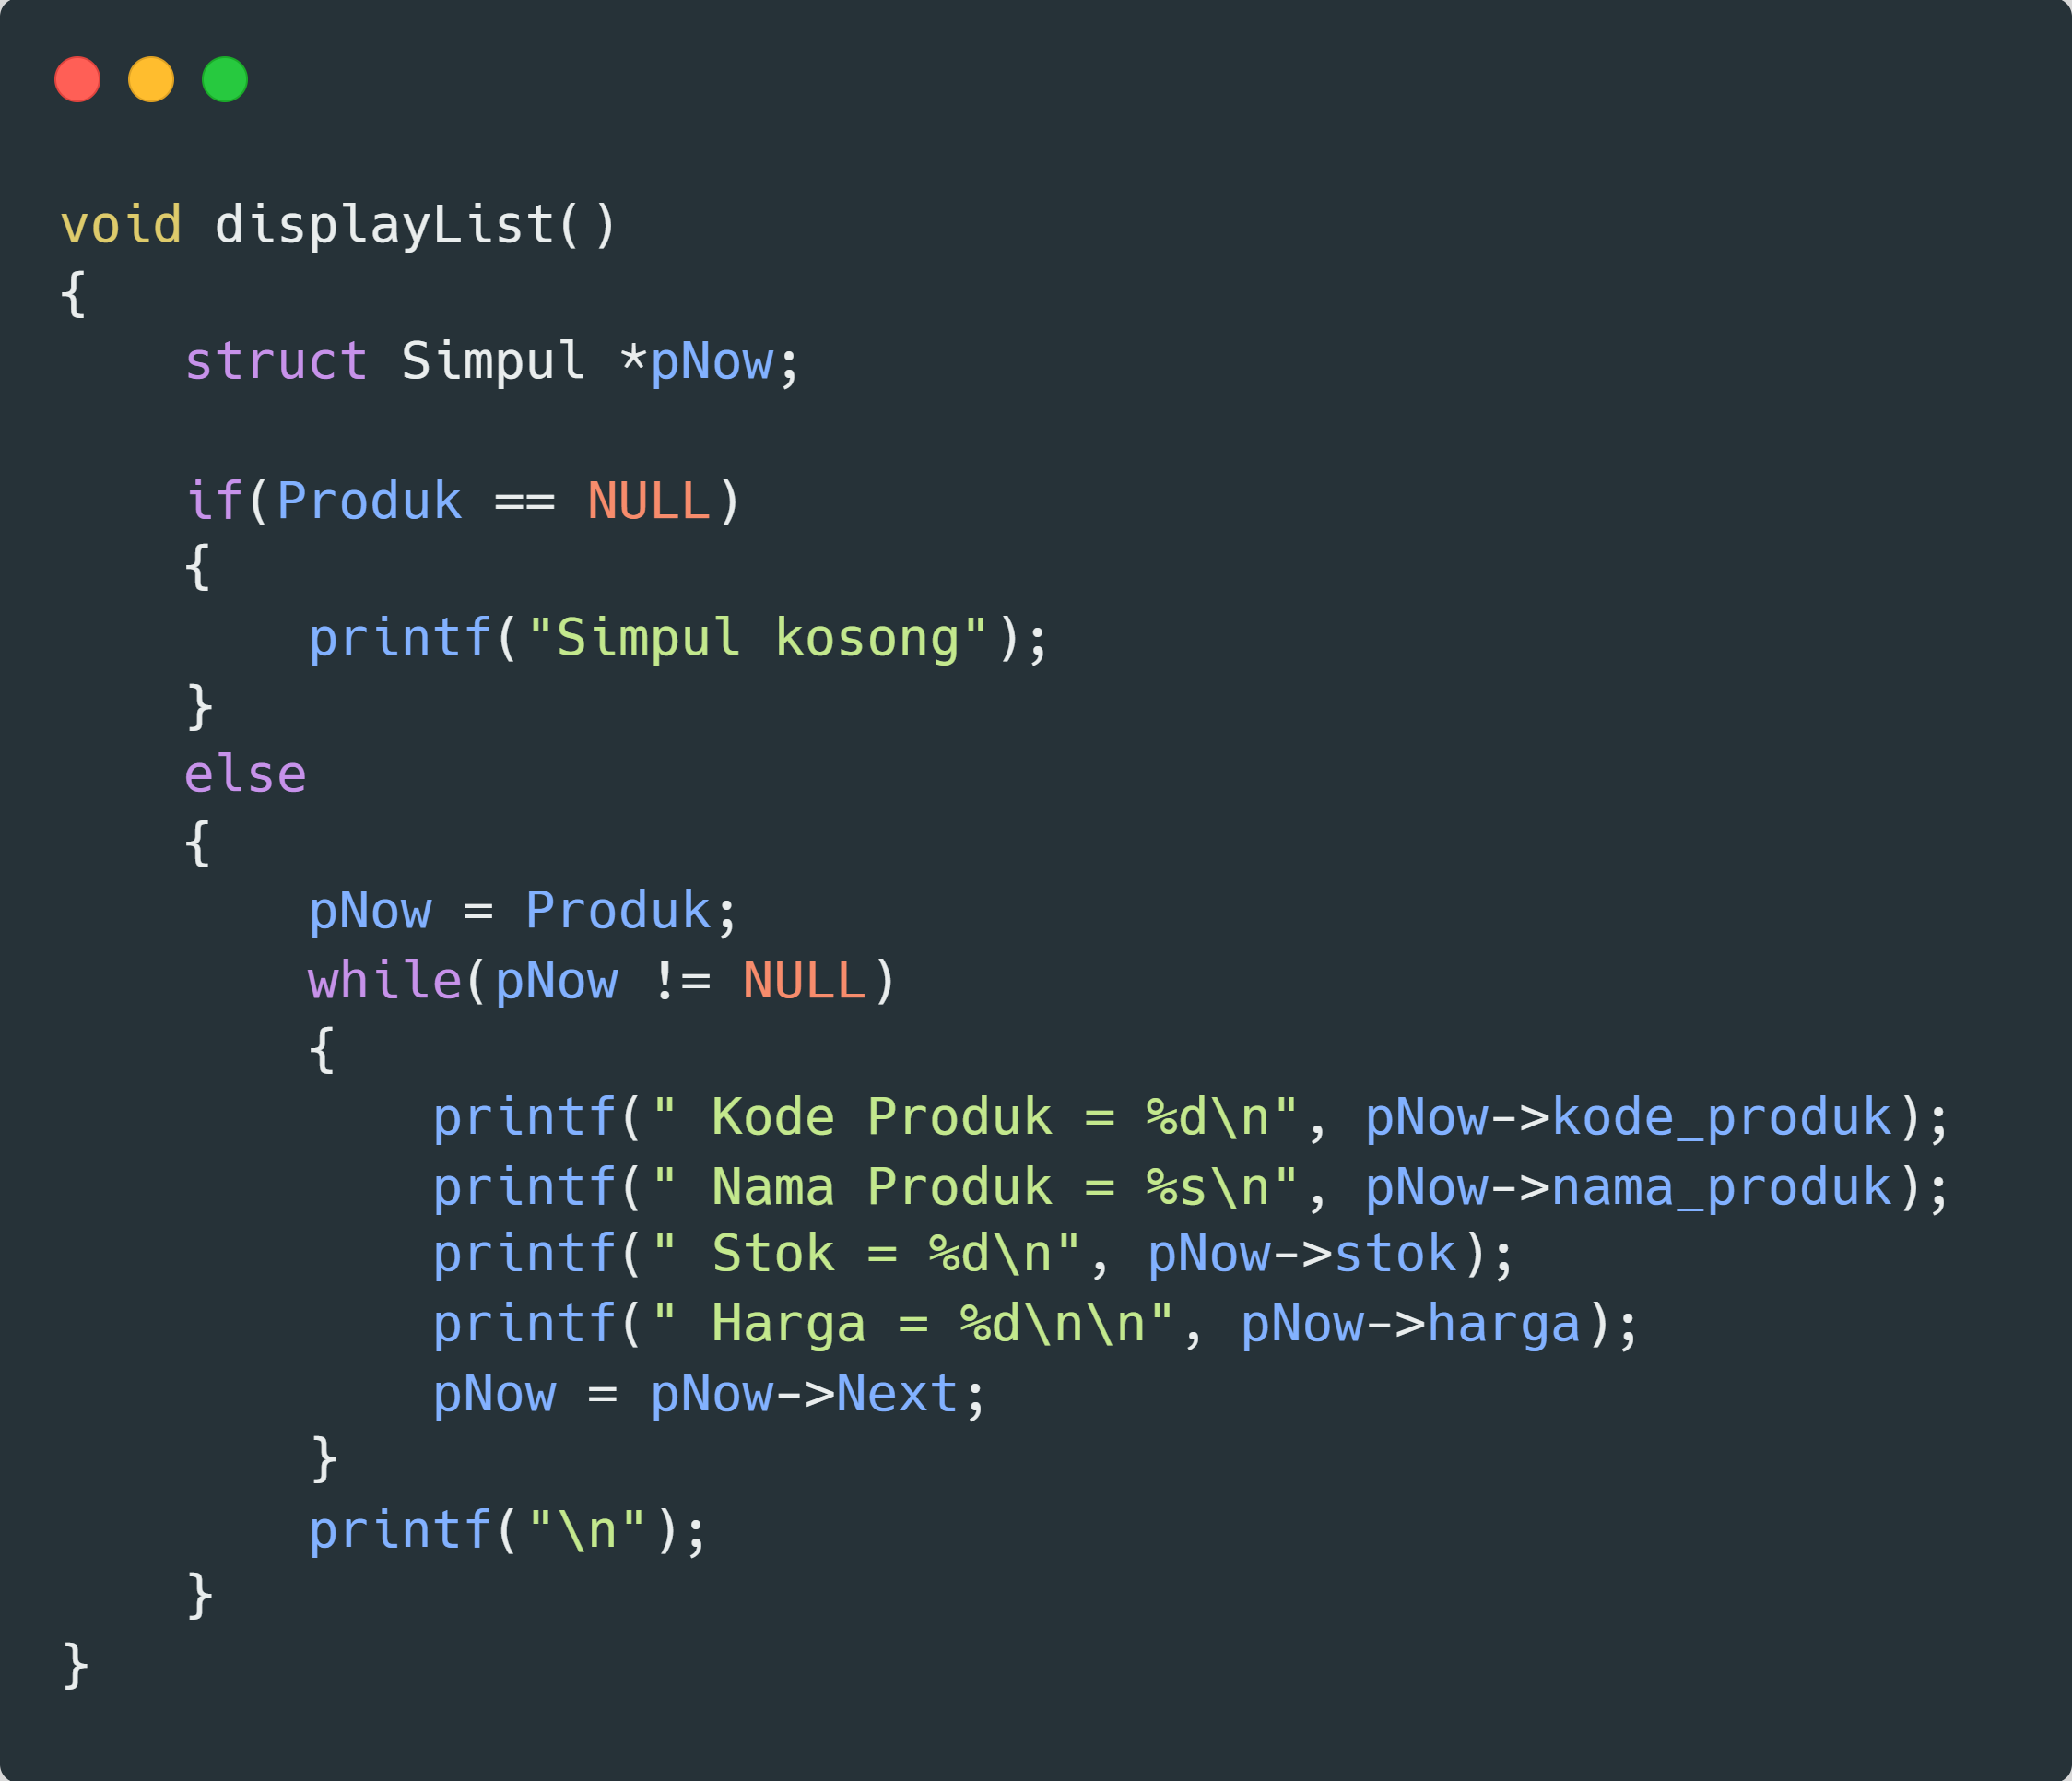 void displayList()
{
    struct Simpul *pNow;

    if(Produk == NULL)
    {
        printf("Simpul kosong");
    }
    else
    {
        pNow = Produk;
        while(pNow != NULL)
        {
            printf(" Kode Produk = %d\n", pNow->kode_produk);
            printf(" Nama Produk = %s\n", pNow->nama_produk);
            printf(" Stok = %d\n", pNow->stok);
            printf(" Harga = %d\n\n", pNow->harga);
            pNow = pNow->Next;
        }
        printf("\n");
    }
}